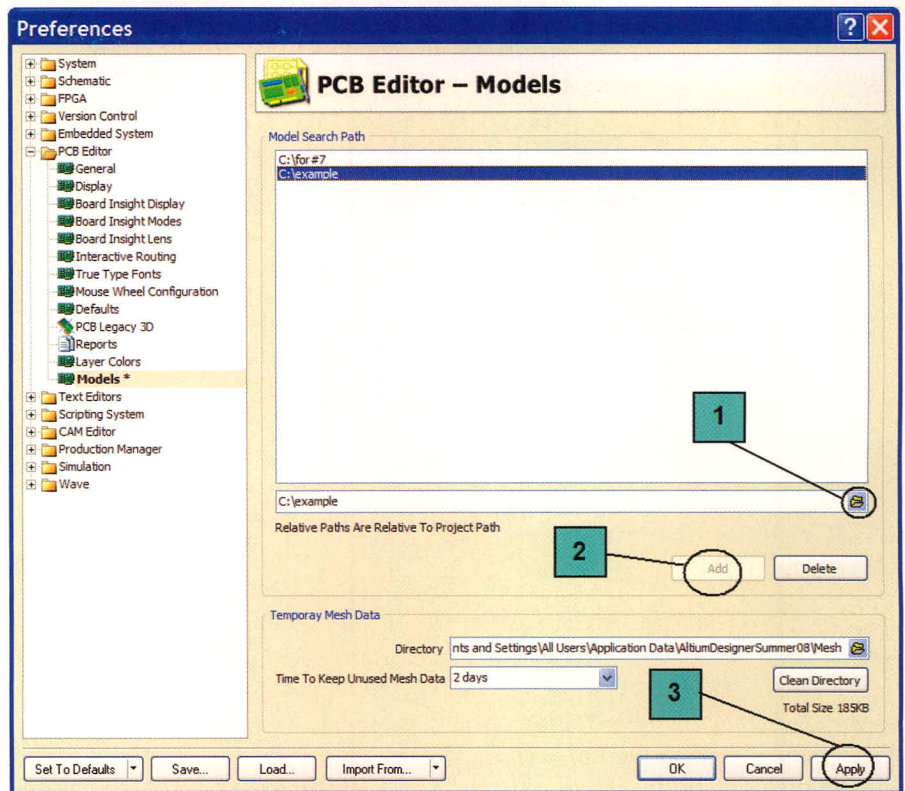 Preferences
System
Schematic
FPGA
Version Control
Embedded System
PCB Editor
General
Display
Board Insight Display
Board Insight Modes
Board Insight Lens
Interactive Routing
True Type Fonts
Mouse Wheel Configuration
Defaults
PCB Legacy 3D
Reports
Layer Colors
Models *
Text Editors
Scripting System
CAM Editor
Production Manager
Simulation
Wave
PCB Editor – Models
Model Search Path
C:\for#7
C:\example
1
C:\example
Relative Paths Are Relative To Project Path
2
Add
Delete
Temporay Mesh Data
Directory nts and Settings\All Users\Application Data\AltiumDesignerSummer08\Mesh
Time To Keep Unused Mesh Data 2 days
3
Clean Directory
Total Size 185KB
Set To Defaults Save... Load... Import From... OK Cancel Apply